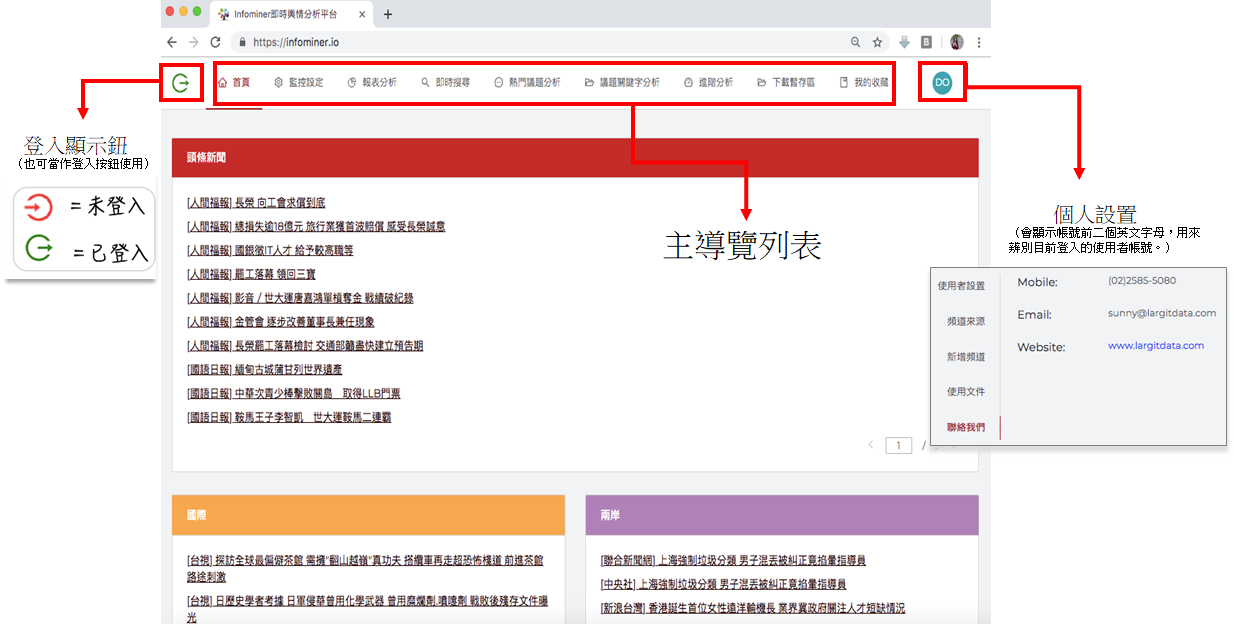 Infominer即時輿情分析平台
https://infominer.io
首頁 監控設定 報表分析 即時搜尋 熱門議題分析 議題關鍵字分析 進階分析 下載暫存區 我的收藏 DO
登入顯示鈕
（也可當作登入按鈕使用）
=未登入
=已登入
主導覽列表
個人設置
（會顯示帳號前二個英文字母，用來
辨別目前登入的使用者帳號。）
使用者設置
頻道來源
新增頻道
使用文件
聯絡我們
Mobile: (02)2585-5080
Email: sunny@largitdata.com
Website: www.largitdata.com
頭條新聞
[人間福報] 長榮 向工會求償到底
[人間福報] 總損失逾18億元 旅行業獲首波賠償 感受長榮誠意
[人間福報] 國銀徵IT人才 給予較高職等
[人間福報] 罷工落幕 領回三寶
[人間福報] 影音／世大運唐嘉鴻單槓奪金 戰績破紀錄
[人間福報] 金管會 逐步改善董事長兼任現象
[人間福報] 長榮罷工落幕檢討 交通部籲盡快建立預告期
[國語日報] 緬甸古城蒲甘列世界遺產
[國語日報] 中華次青少棒擊敗關島　取得LLB門票
[國語日報] 鞍馬王子李智凱　世大運鞍馬二連霸
1 /
國際
[台視] 探訪全球最偏僻茶館 需擁"翻山越嶺"真功夫 搭纜車再走超恐怖棧道 前進茶館
路途刺激
[台視] 日歷史學者考據 日軍侵華曾用化學武器 曾用糜爛劑.噴嚏劑 戰敗後殘存文件曝
光
兩岸
[聯合新聞網] 上海強制垃圾分類 男子混丟被糾正竟掐暈指導員
[中央社] 上海強制垃圾分類 男子混丟被糾正竟掐暈指導員
[新浪台灣] 香港誕生首位女性遠洋輪機長 業界冀政府關注人才短缺情況